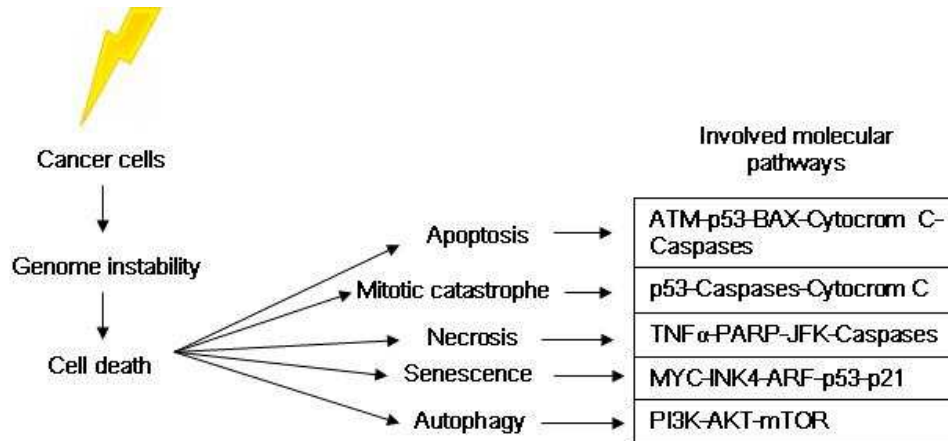 Involved molecular
pathways
Cancer cells
Genome instability
Cell death
Apoptosis
ATM-p53-BAX-Cytocrom C-
Caspases
Mitotic catastrophe
p53-Caspases-Cytocrom C
Necrosis
TNFα-PARP-JFK-Caspases
Senescence
MYC-INK4-ARF-p53-p21
Autophagy
PI3K-AKT-mTOR